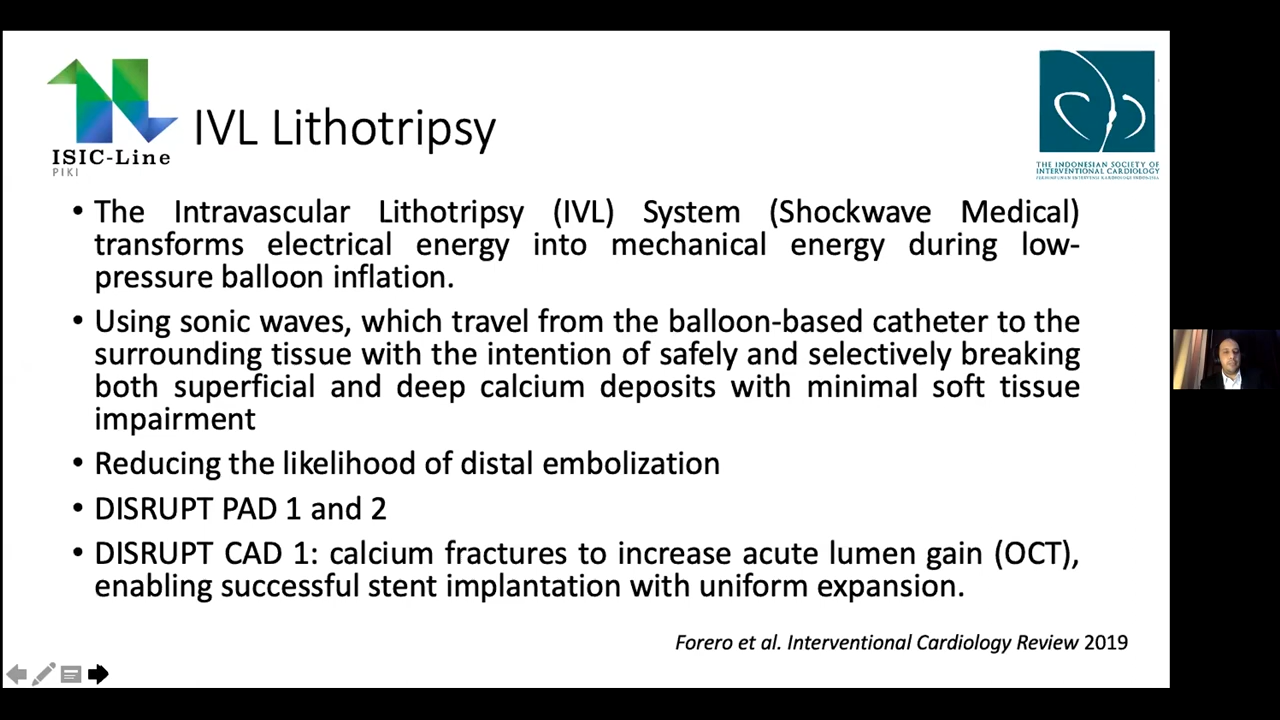 ISIC-Line
PIKI
IVL Lithotripsy
THE INDONESIAN SOCIETY OF
INTERVENTIONAL CARDIOLOGY
• The Intravascular Lithotripsy (IVL) System (Shockwave Medical)
transforms electrical energy into mechanical energy during low-
pressure balloon inflation.
• Using sonic waves, which travel from the balloon-based catheter to the
surrounding tissue with the intention of safely and selectively breaking
both superficial and deep calcium deposits with minimal soft tissue
impairment
• Reducing the likelihood of distal embolization
• DISRUPT PAD 1 and 2
• DISRUPT CAD 1: calcium fractures to increase acute lumen gain (OCT),
enabling successful stent implantation with uniform expansion.
Forero et al. Interventional Cardiology Review 2019